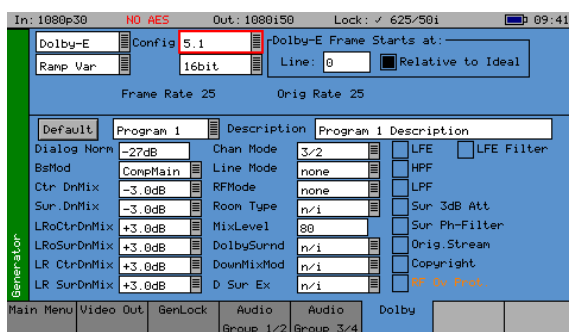 In: 1080p30 NO AES Out: 1080i50 Lock: ✓ 625/50i 09:41
Dolby-E Config 5.1 Dolby-E Frame Starts at:
Ramp Var 16bit Line: 0 Relative to Ideal
Frame Rate 25 Orig Rate 25
Default Program 1 Description Program 1 Description
Dialog Norm -27dB Chan Mode 3/2 LFE LFE Filter
BsMod CompMain Line Mode none HPF
Ctr DnMix -3.0dB RFMode none LPF
Sur.DnMix -3.0dB Room Type n/i Sur 3dB Att
LRoCtrDnMix +3.0dB MixLevel 80 Sur Ph-Filter
LRoSurDnMix +3.0dB DolbySurnd n/i Orig.Stream
LR CtrDnMix +3.0dB DownMixMod n/i Copyright
LR SurDnMix +3.0dB D Sur Ex n/i RF Ov Prot.
Generator
Main Menu Video Out GenLock Audio Audio Dolby
Group 1/2 Group 3/4